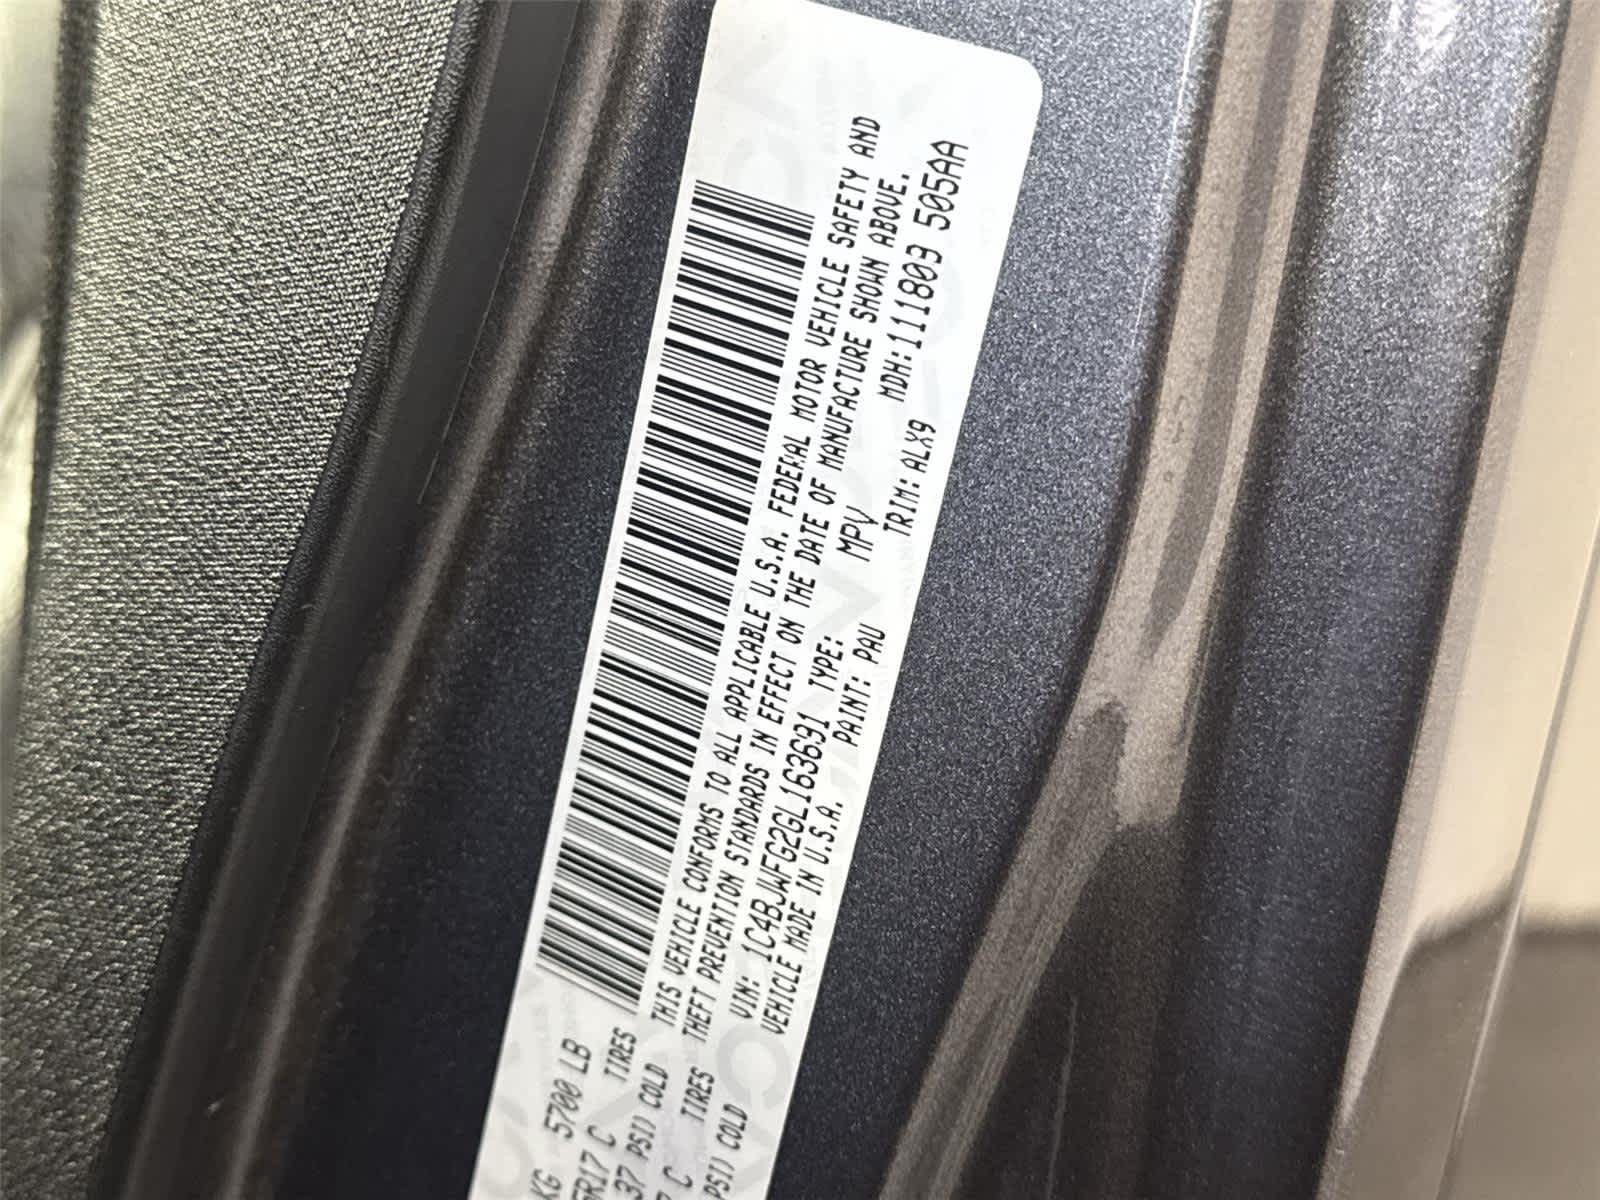 KG 5700 LB
R17 C TIRES
37 PSI) COLD
C TIRES
PSI) COLD
THIS VEHICLE CONFORMS TO ALL APPLICABLE U.S.A. FEDERAL MOTOR VEHICLE SAFETY AND
THEFT PREVENTION STANDARDS IN EFFECT ON THE DATE OF MANUFACTURE SHOWN ABOVE.
VIN: 1C4BJWFG2GL163691 TYPE: MPV MDH:111803 505AA
VEHICLE MADE IN U.S.A. PAINT: PAU TRIM:ALX9